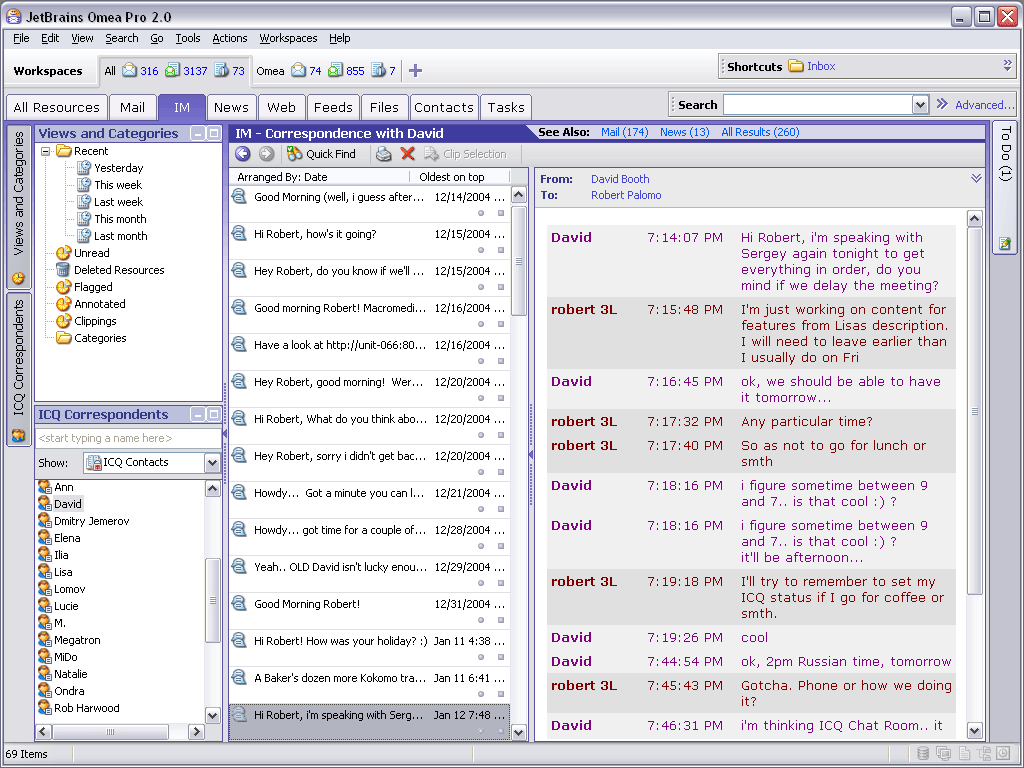 JetBrains Omea Pro 2.0
File Edit View Search Go Tools Actions Workspaces Help
Workspaces All 316 3137 73 Omea 74 855 7 Shortcuts Inbox
All Resources Mail IM News Web Feeds Files Contacts Tasks Search Advanced...
Views and Categories
ICQ Correspondents
Views and Categories
Recent
Yesterday
This week
Last week
This month
Last month
Unread
Deleted Resources
Flagged
Annotated
Clippings
Categories
ICQ Correspondents
<start typing a name here>
Show: ICQ Contacts
Ann
David
Dmitry Jemerov
Elena
Ilia
Lisa
Lomov
Lucie
M.
Megatron
MiDo
Natalie
Ondra
Rob Harwood
IM - Correspondence with David See Also: Mail (174) News (13) All Results (260)
Quick Find Clip Selection
Arranged By: Date Oldest on top
Good Morning (well, i guess after... 12/14/2004 ...
Hi Robert, how's it going? 12/15/2004 ...
Hey Robert, do you know if we'll ... 12/15/2004 ...
Good morning Robert! Macromedi... 12/16/2004 ...
Have a look at http://unit-066:80... 12/16/2004 ...
Hey Robert, good morning! Wer... 12/20/2004 ...
Hi Robert, What do you think abo... 12/20/2004 ...
Hey Robert, sorry i didn't get bac... 12/20/2004 ...
Howdy... Got a minute you can l... 12/21/2004 ...
Howdy... got time for a couple of... 12/28/2004 ...
Yeah.. OLD David isn't lucky enou... 12/29/2004 ...
Good Morning Robert! 12/31/2004 ...
Hi Robert! How was your holiday? :) Jan 11 4:38 ...
A Baker's dozen more Kokomo tra... Jan 11 6:41 ...
Hi Robert, i'm speaking with Serg... Jan 12 7:48 ...
From: David Booth
To: Robert Palomo
David 7:14:07 PM Hi Robert, i'm speaking with
Sergey again tonight to get
everything in order, do you
mind if we delay the meeting?
robert 3L 7:15:48 PM I'm just working on content for
features from Lisas description.
I will need to leave earlier than
I usually do on Fri
David 7:16:45 PM ok, we should be able to have
it tomorrow...
robert 3L 7:17:32 PM Any particular time?
robert 3L 7:17:40 PM So as not to go for lunch or
smth
David 7:18:16 PM i figure sometime between 9
and 7.. is that cool :) ?
David 7:18:16 PM i figure sometime between 9
and 7.. is that cool :) ?
it'll be afternoon...
robert 3L 7:19:18 PM I'll try to remember to set my
ICQ status if I go for coffee or
smth.
David 7:19:26 PM cool
David 7:44:54 PM ok, 2pm Russian time, tomorrow
robert 3L 7:45:43 PM Gotcha. Phone or how we doing
it?
David 7:46:31 PM i'm thinking ICQ Chat Room.. it
To Do (1)
69 Items